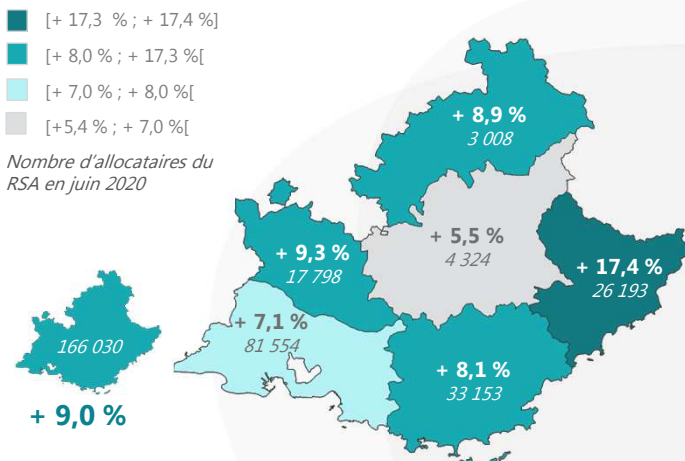 [+ 17,3 % ; + 17,4 %]
[+ 8,0 % ; + 17,3 %[
[+ 7,0 % ; + 8,0 %[
[+5,4 % ; + 7,0 %[
Nombre d'allocataires du
RSA en juin 2020
+ 8,9 %
3 008
+ 5,5 %
4 324
+ 9,3 %
17 798
+ 17,4 %
26 193
+ 7,1 %
81 554
+ 8,1 %
33 153
166 030
+ 9,0 %